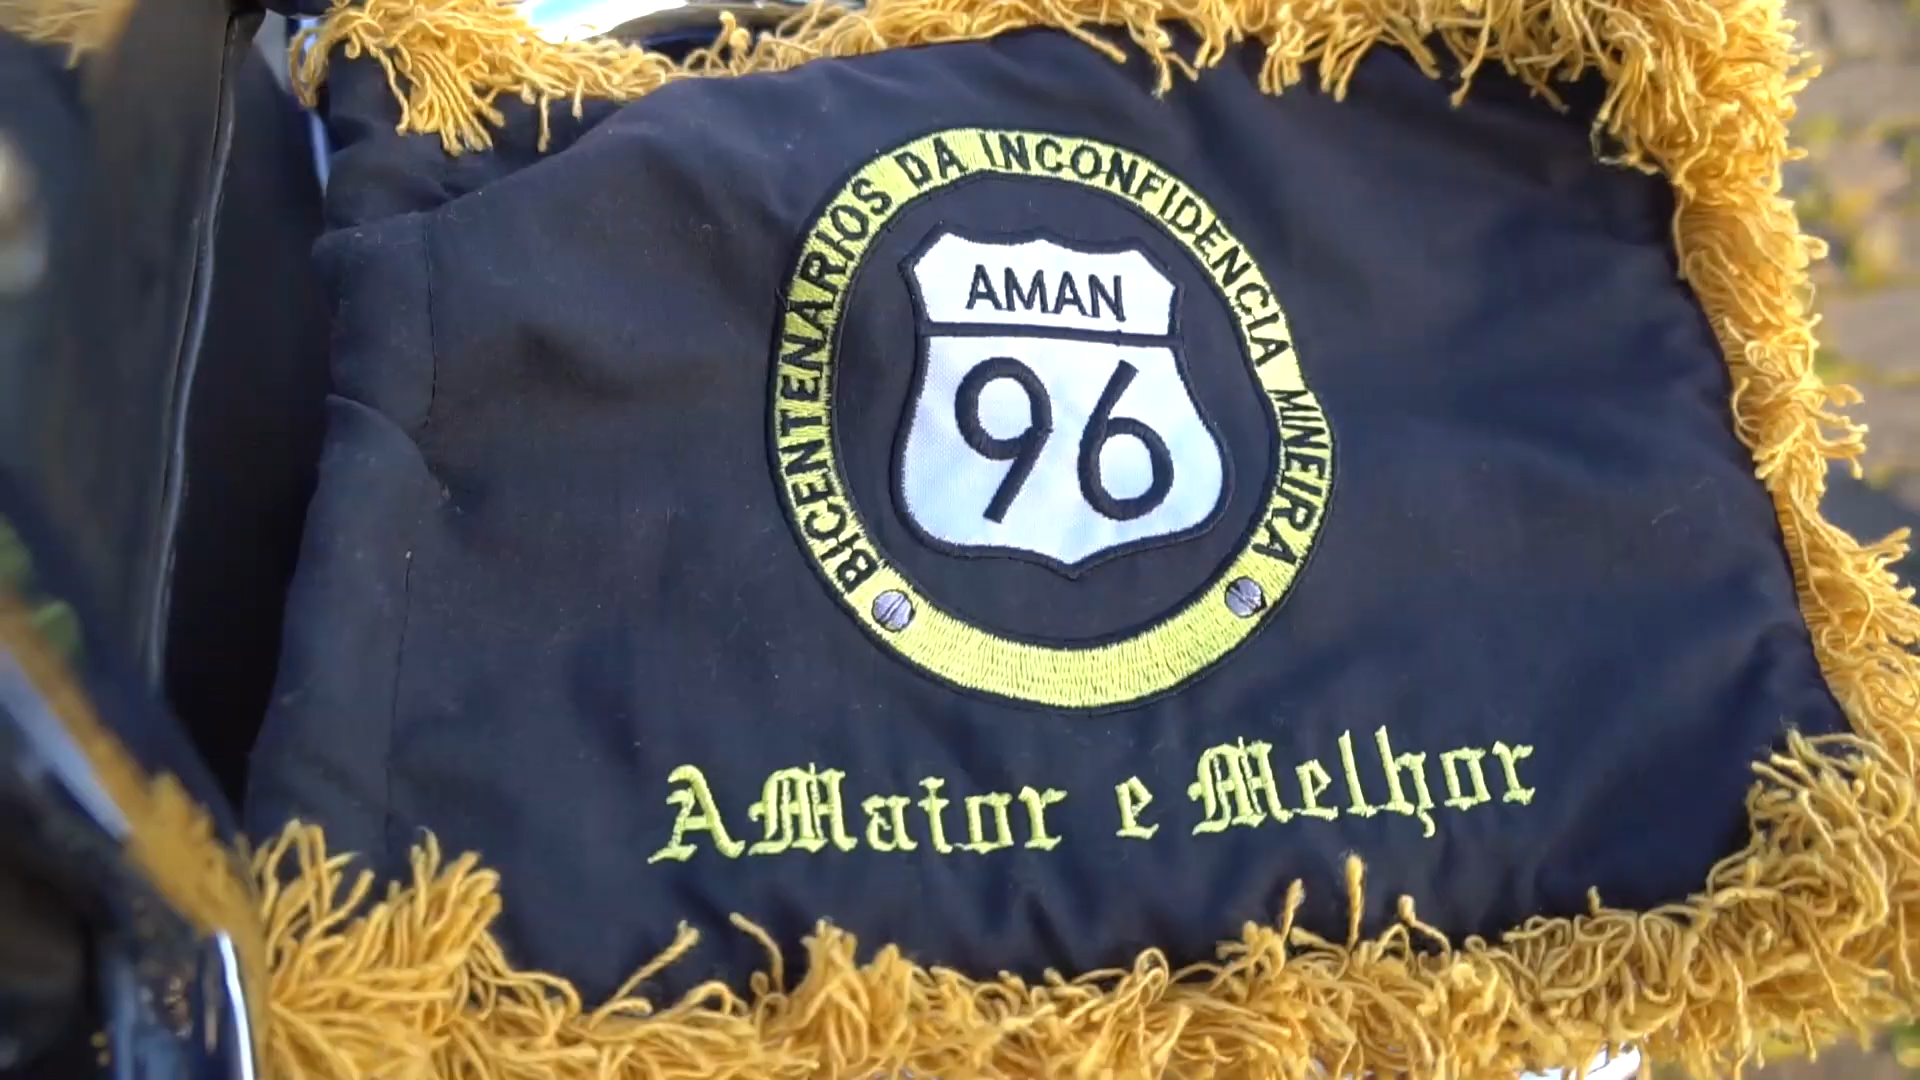 BICENTENÁRIOS DA INCONFIDÊNCIA MINEIRA
AMAN
96
A Maior e Melhor